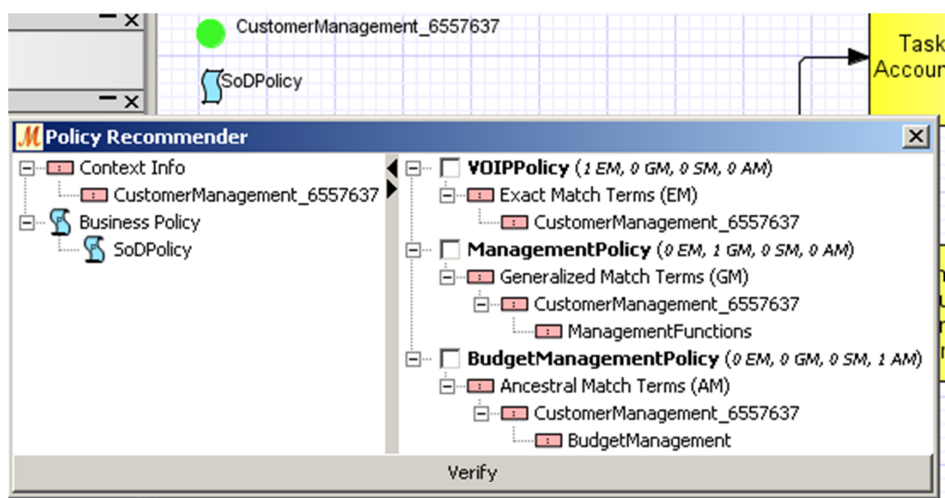 CustomerManagement_6557637
SoDPolicy
Task
Accour
Policy Recommender
Context Info
CustomerManagement_6557637
Business Policy
SoDPolicy
VOIPPolicy (1 EM, 0 GM, 0 SM, 0 AM)
Exact Match Terms (EM)
CustomerManagement_6557637
ManagementPolicy (0 EM, 1 GM, 0 SM, 0 AM)
Generalized Match Terms (GM)
CustomerManagement_6557637
ManagementFunctions
BudgetManagementPolicy (0 EM, 0 GM, 0 SM, 1 AM)
Ancestral Match Terms (AM)
CustomerManagement_6557637
BudgetManagement
Verify